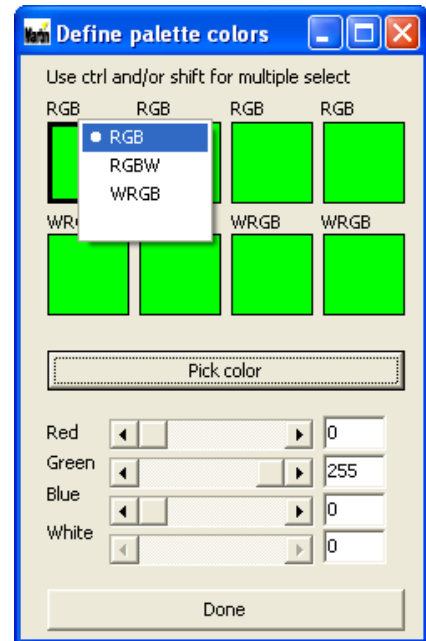 Martin Define palette colors
Use ctrl and/or shift for multiple select
RGB RGB RGB RGB
RGB
RGBW
WRGB
WRGB WRGB
Pick color
Red 0
Green 255
Blue 0
White 0
Done